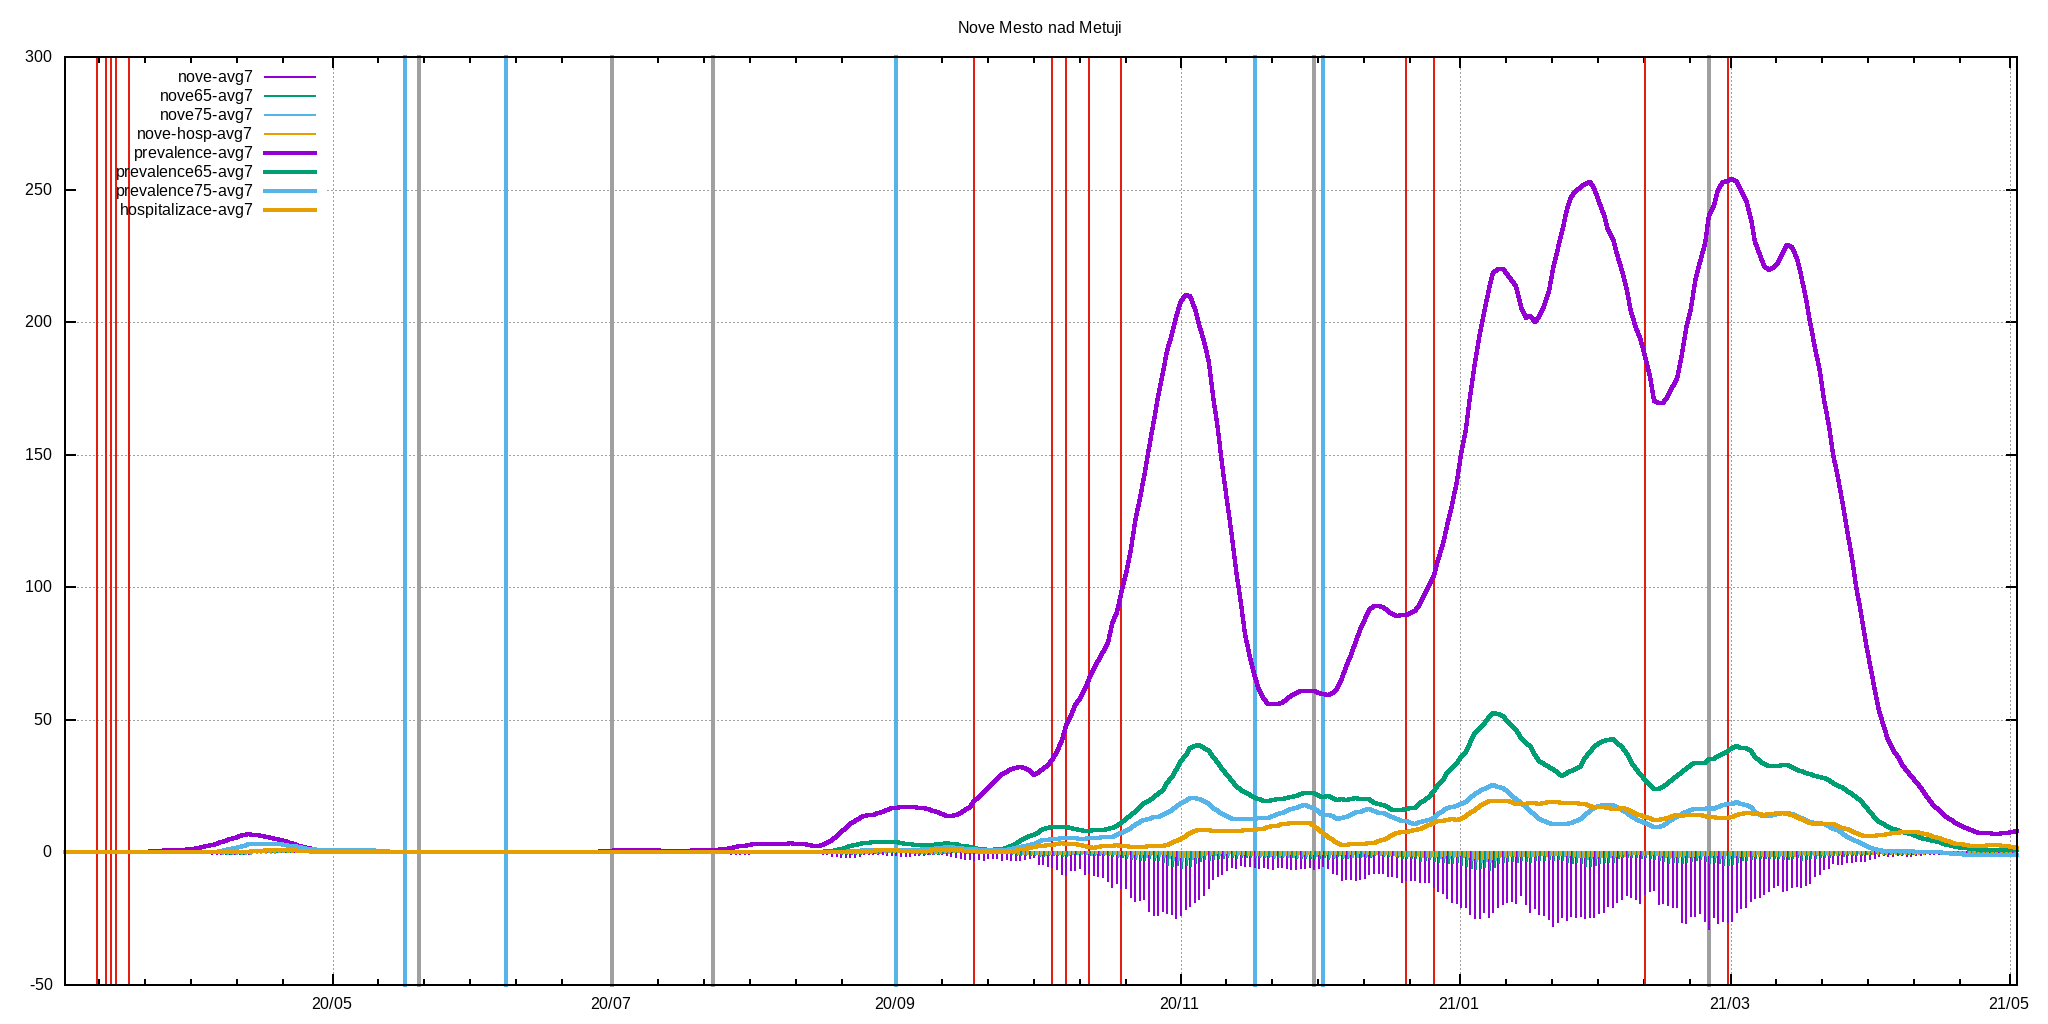 Nove Mesto nad Metuji
300
250
200
150
100
50
0
-50
nove-avg7
nove65-avg7
nove75-avg7
nove-hosp-avg7
prevalence-avg7
prevalence65-avg7
prevalence75-avg7
hospitalizace-avg7
20/05
20/07
20/09
20/11
21/01
21/03
21/05